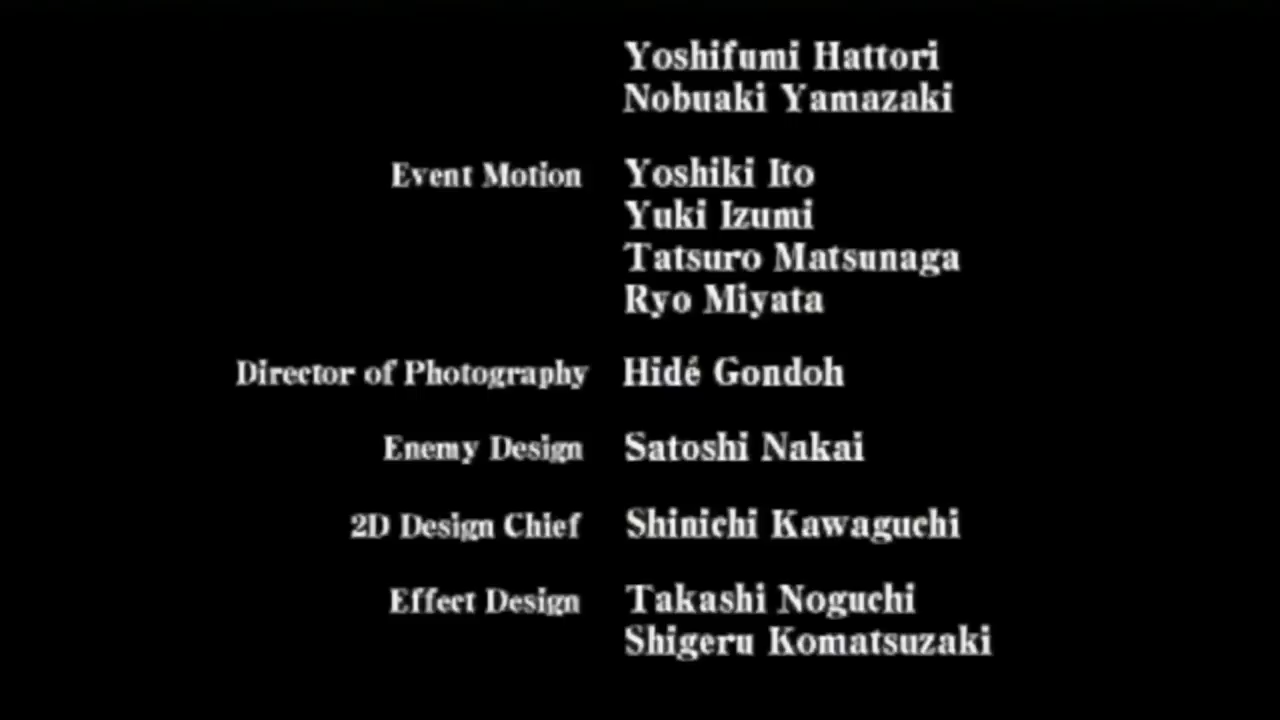 Yoshifumi Hattori
Nobuaki Yamazaki
Event Motion Yoshiki Ito
Yuki Izumi
Tatsuro Matsunaga
Ryo Miyata
Director of Photography Hidé Gondoh
Enemy Design Satoshi Nakai
2D Design Chief Shinichi Kawaguchi
Effect Design Takashi Noguchi
Shigeru Komatsuzaki